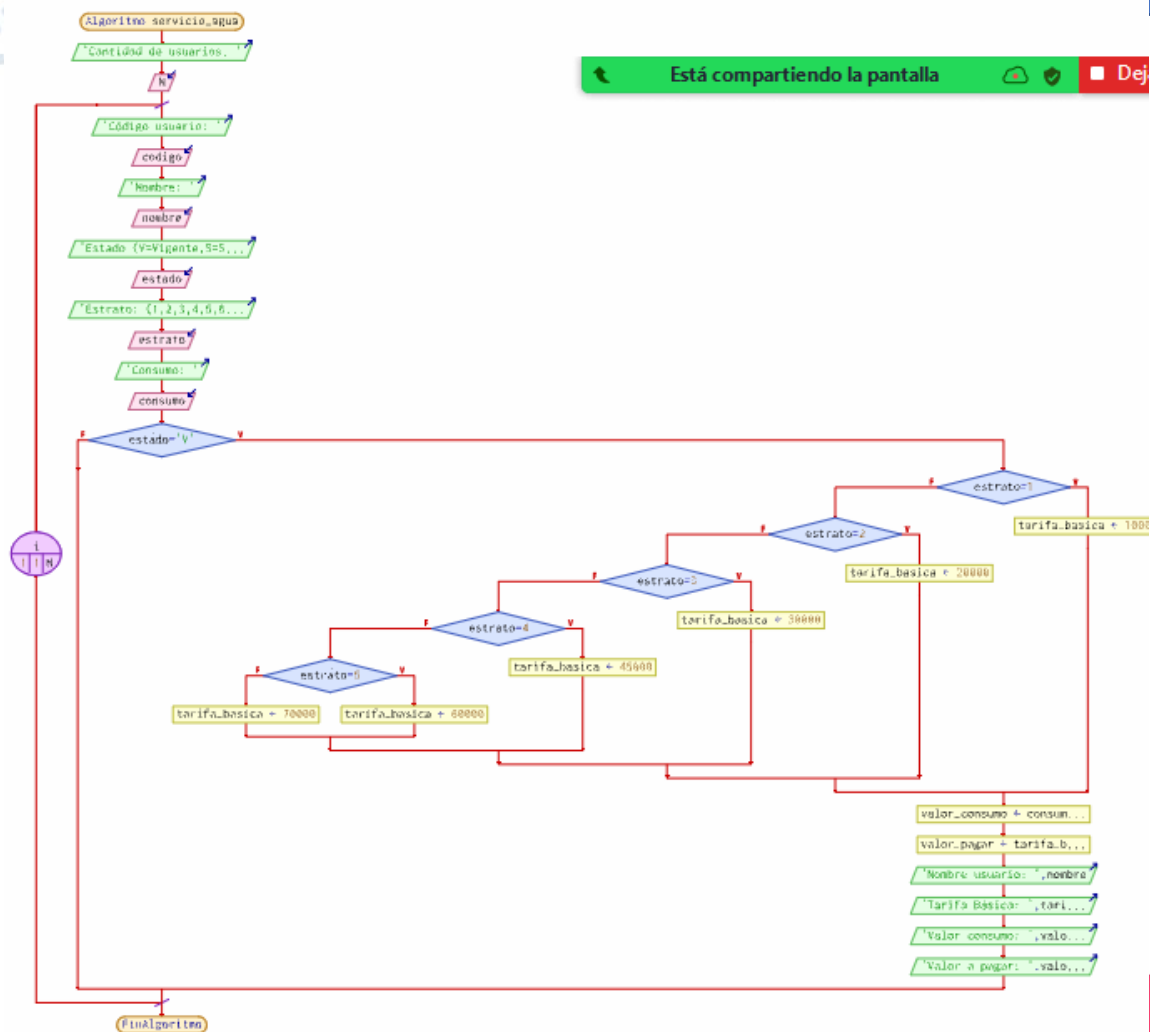 Algoritmo servicio_agua
'Cantidad de usuarios. '
N
Está compartiendo la pantalla
Deja
'Código usuario: '
codigo
'Nombre: '
nombre
'Estado (V=Vigente,S=S...
estado
'Estrato: (1,2,3,4,5,6...
estrato
'Consumo: '
consumo
F
estado='V'
V
F
estrato=1
V
tarifa_basica ← 1000
F
estrato=2
V
tarifa_basica ← 20000
F
estrato=3
V
tarifa_basica ← 30000
F
estrato=4
V
tarifa_basica ← 45000
F
estrato=5
V
tarifa_basica ← 70000
tarifa_basica ← 60000
i
1 1 N
valor_consumo ← consum...
valor_pagar ← tarifa_b...
'Nombre usuario: ',nombre
'Tarifa Básica: ',tari...
'Valor consumo: ',valo...
'Valor a pagar: ',valo...
FinAlgoritmo